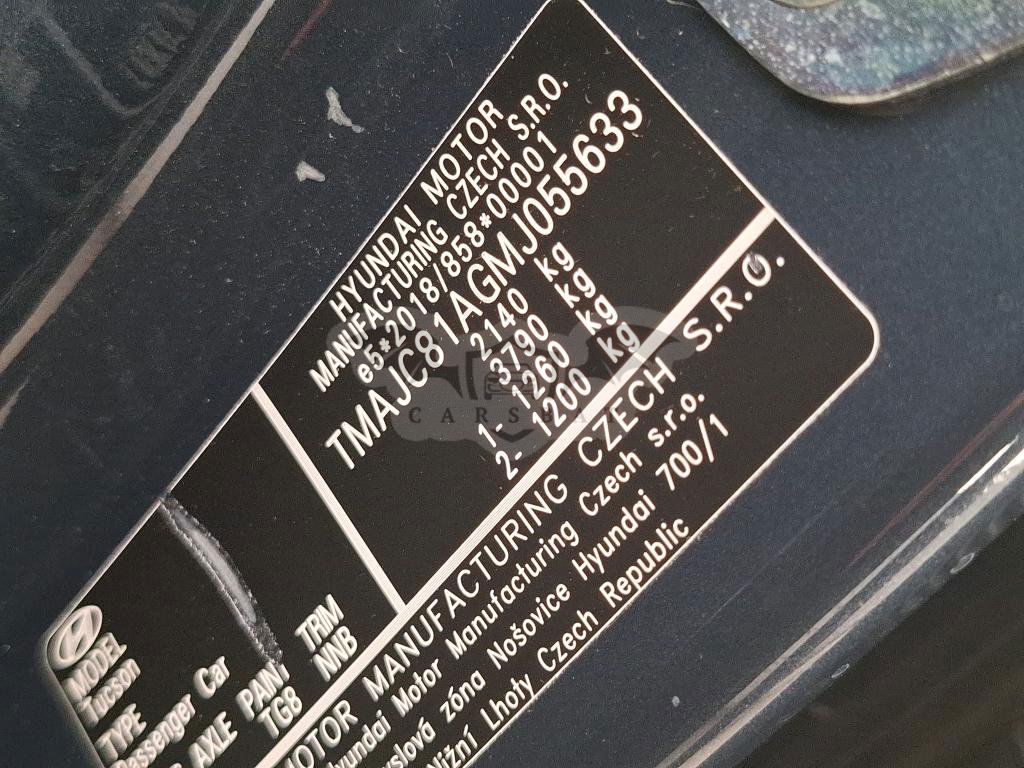 HYUNDAI MOTOR
MANUFACTURING CZECH S.R.O.
e5*2018/858*00001
TMAJC81AGMJ055633
2140 kg
3790 kg
1- 1260 kg
2- 1200 kg
MODEL
Tucson
TYPE
Passenger Car
AXLE PAINT TRIM
TG8 NNB
MOTOR MANUFACTURING CZECH S.R.O.
Hyundai Motor Manufacturing Czech s.r.o.
zóna Nošovice Hyundai 700/1
Nižní Lhoty Czech Republic